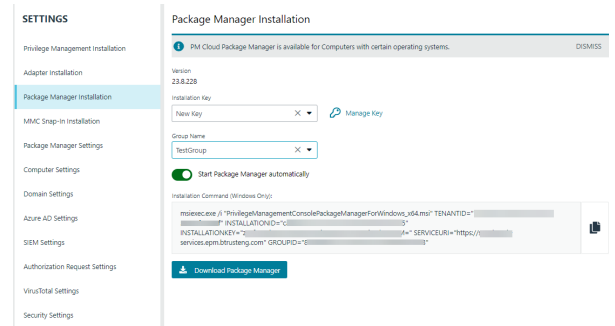 SETTINGS
Privilege Management Installation
Adapter Installation
Package Manager Installation
MMC Snap-In Installation
Package Manager Settings
Computer Settings
Domain Settings
Azure AD Settings
SIEM Settings
Authorization Request Settings
VirusTotal Settings
Security Settings
Package Manager Installation
PM Cloud Package Manager is available for Computers with certain operating systems.
DISMISS
Version
23.8.228
Installation Key
New Key
Manage Key
Group Name
TestGroup
Start Package Manager automatically
Installation Command (Windows Only):
msiexec.exe /i "PrivilegeManagementConsolePackageManagerForWindows_x64.msi" TENANTID="
" INSTALLATIONID="c
INSTALLATIONKEY="z =" SERVICEURI="https://
services.epm.btrusteng.com" GROUPID="
Download Package Manager